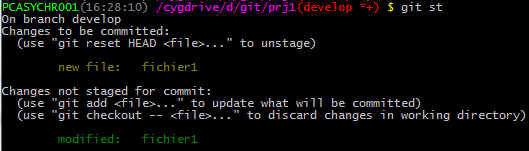 PCASYCHR001(16:28:10) /cygdrive/d/git/prj1(develop *+) $ git st
On branch develop
Changes to be committed:
  (use "git reset HEAD <file>..." to unstage)

        new file:   fichier1

Changes not staged for commit:
  (use "git add <file>..." to update what will be committed)
  (use "git checkout -- <file>..." to discard changes in working directory)

        modified:   fichier1